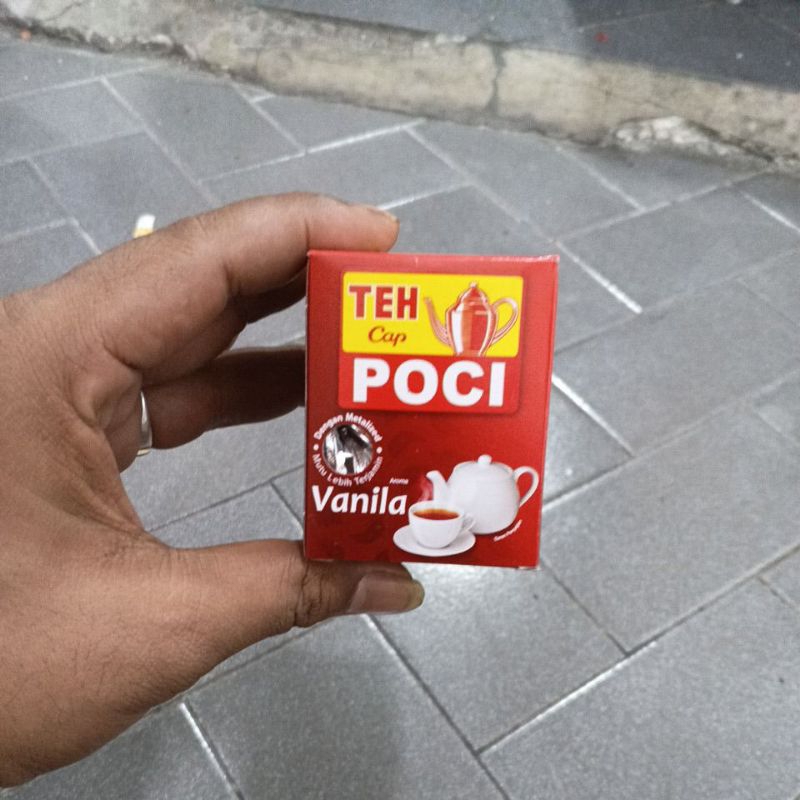 TEH
Cap
POCI
Dengan Metalized
Mutu Lebih Terjamin
Aroma
Vanila